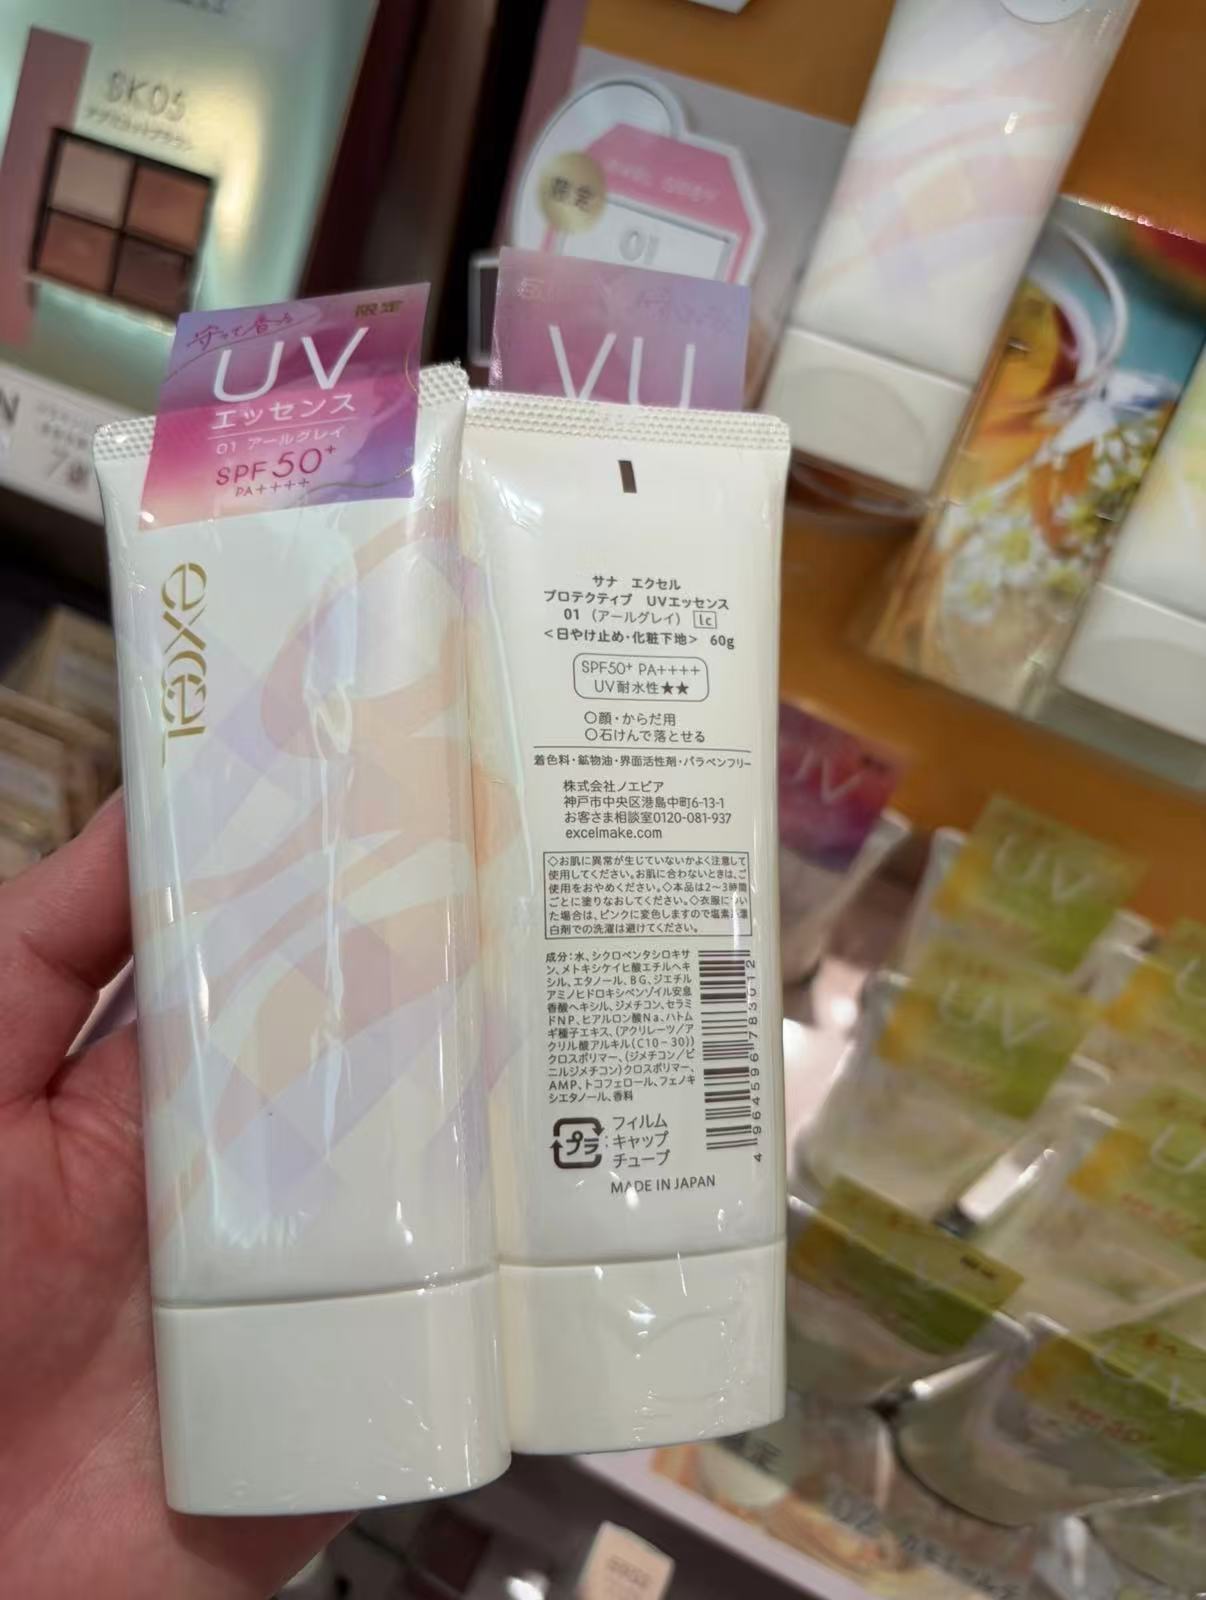 SK05
限定
01
守って香る
限定
UV
エッセンス
01 アールグレイ
SPF50+
PA++++
excel
UV
サナ エクセル
プロテクティブ UVエッセンス
01 (アールグレイ) lc
<日やけ止め・化粧下地> 60g
SPF50+ PA++++
UV耐水性★★
〇顔・からだ用
〇石けんで落とせる
着色料・鉱物油・界面活性剤・パラベンフリー
株式会社ノエビア
神戸市中央区港島中町6-13-1
お客さま相談室0120-081-937
excelmake.com
◇お肌に異常が生じていないかよく注意して
使用してください。お肌に合わないときは、ご
使用をおやめください。◇本品は2～3時間
ごとに塗りなおしてください。◇衣服につい
た場合は、ピンクに変色しますので塩素系漂
白剤での洗濯は避けてください。
成分：水、シクロペンタシロキサ
ン、メトキシケイヒ酸エチルヘキ
シル、エタノール、BG、ジエチル
アミノヒドロキシベンゾイル安息
香酸ヘキシル、ジメチコン、セラミ
ドNP、ヒアルロン酸Na、ハトム
ギ種子エキス、(アクリレーツ／ア
クリル酸アルキル(C10-30))
クロスポリマー、(ジメチコン／ビ
ニルジメチコン)クロスポリマー、
AMP、トコフェロール、フェノキ
シエタノール、香料
4964596783012
プラ
フィルム
キャップ
チューブ
MADE IN JAPAN
UV
UV